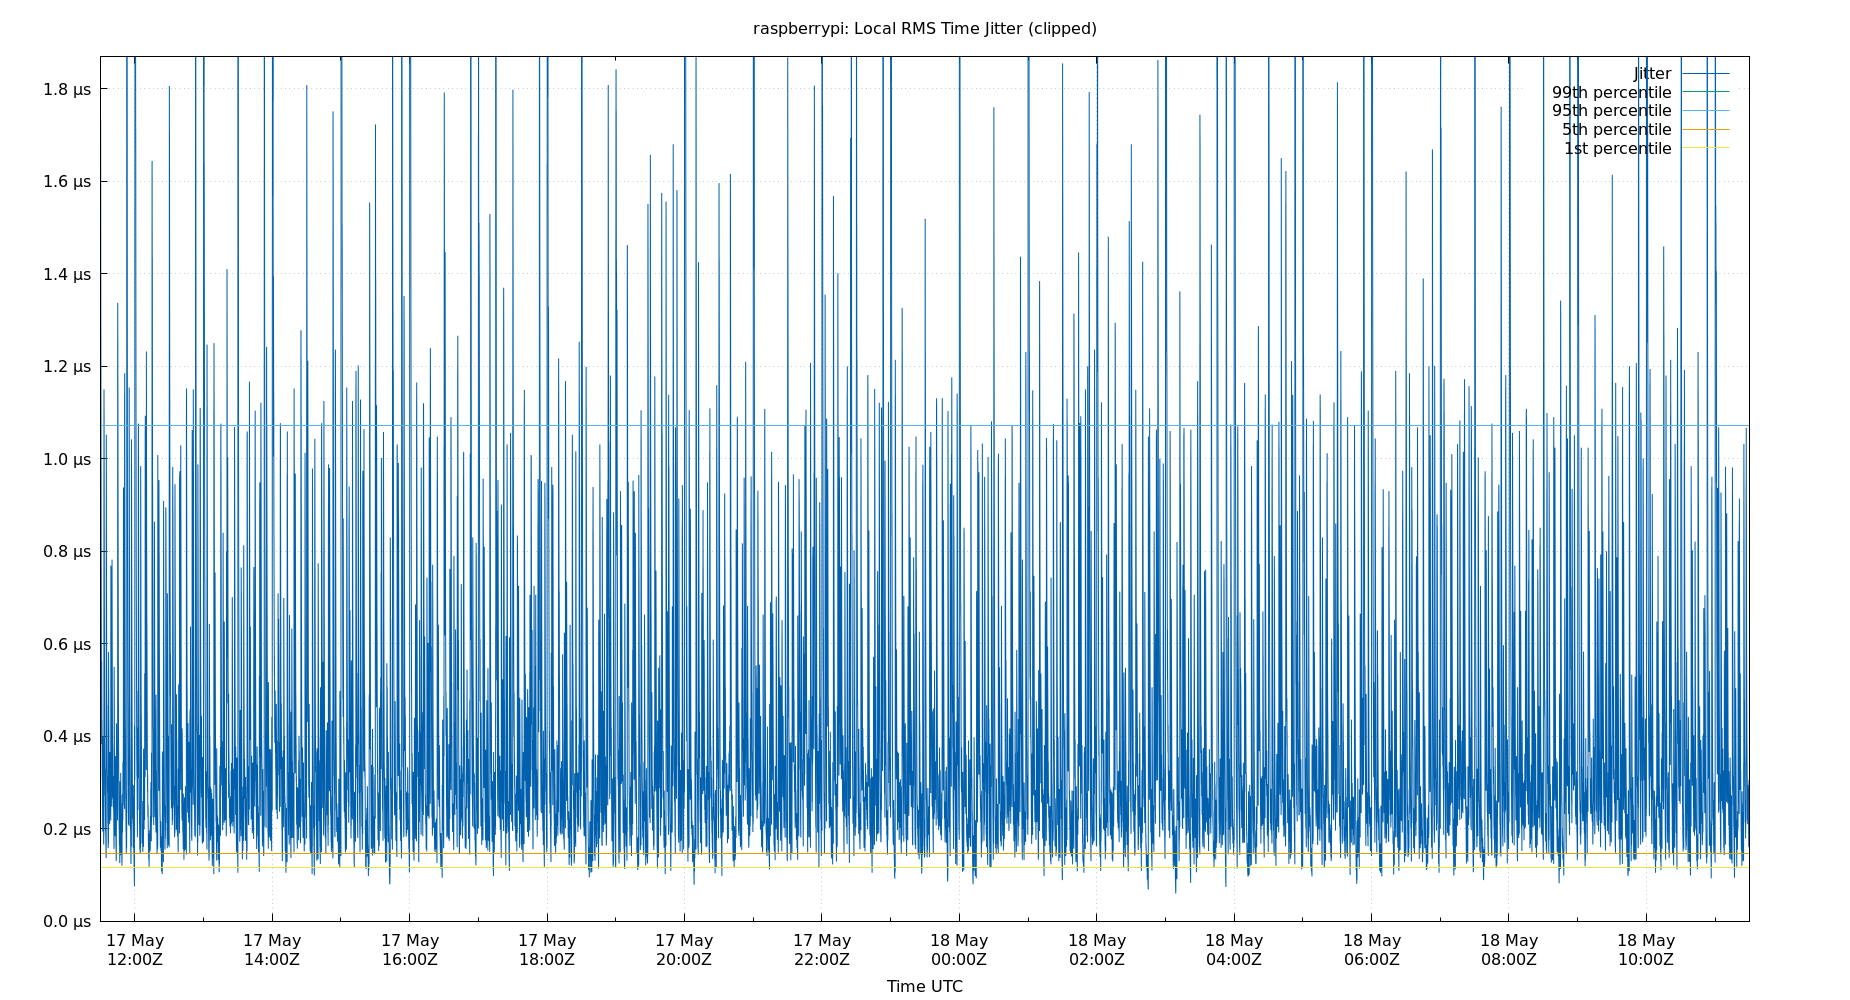 raspberrypi: Local RMS Time Jitter (clipped)
Jitter
99th percentile
95th percentile
5th percentile
1st percentile
1.8 µs
1.6 µs
1.4 µs
1.2 µs
1.0 µs
0.8 µs
0.6 µs
0.4 µs
0.2 µs
0.0 µs
17 May 17 May 17 May 17 May 17 May 17 May 18 May 18 May 18 May 18 May 18 May 18 May
12:00Z 14:00Z 16:00Z 18:00Z 20:00Z 22:00Z 00:00Z 02:00Z 04:00Z 06:00Z 08:00Z 10:00Z
Time UTC